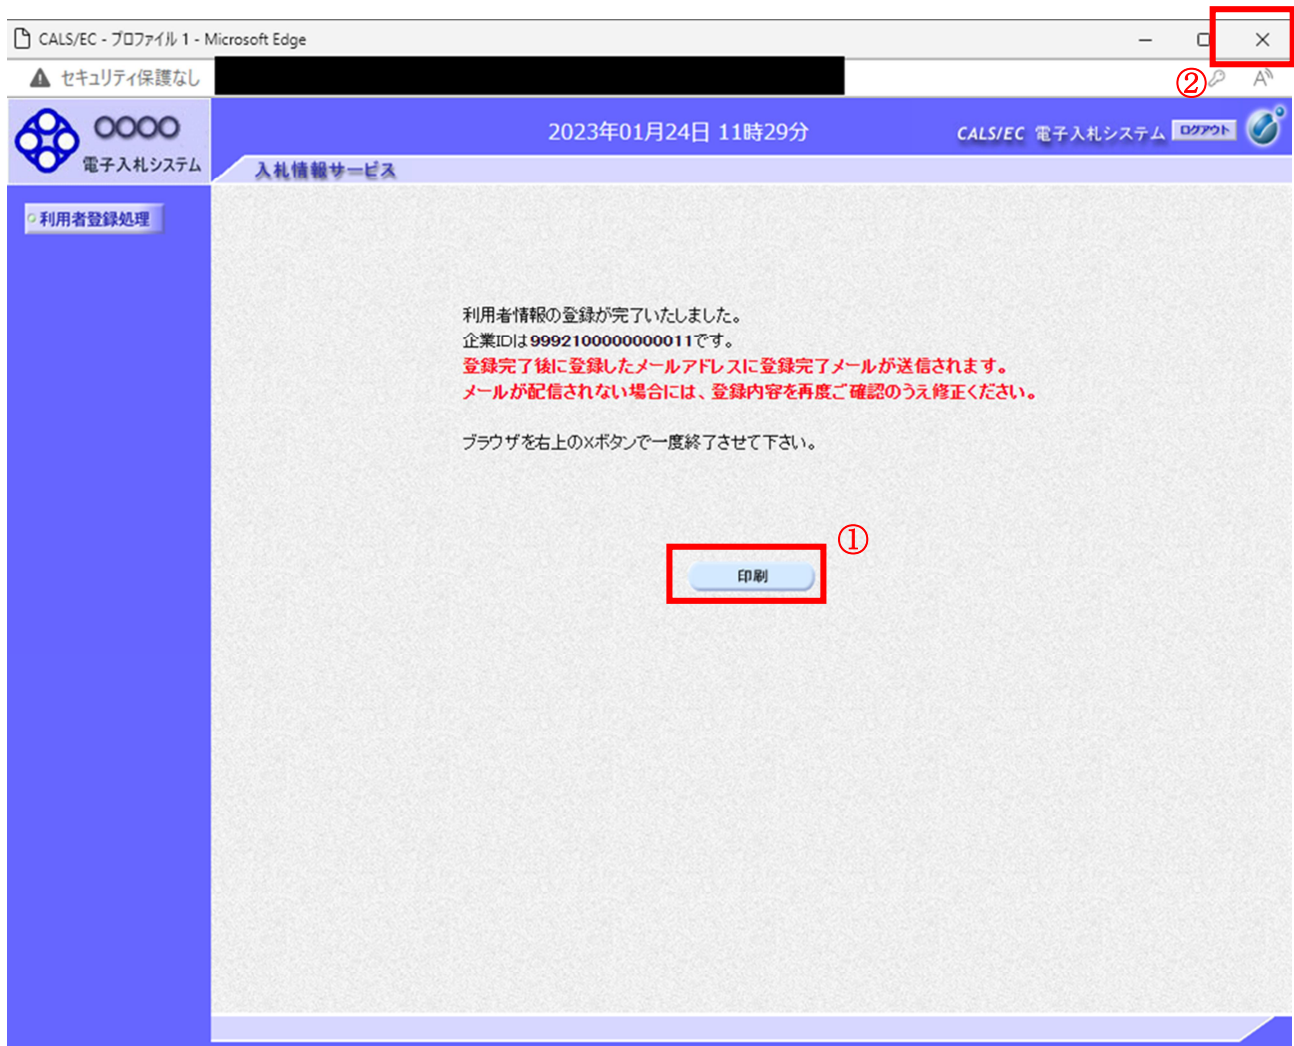 CALS/EC - プロファイル 1 - Microsoft Edge
セキュリティ保護なし
②
OOOO
電子入札システム
2023年01月24日 11時29分
CALS/EC 電子入札システム
ログアウト
入札情報サービス
利用者登録処理
利用者情報の登録が完了いたしました。
企業IDは9992100000000011です。
登録完了後に登録したメールアドレスに登録完了メールが送信されます。
メールが配信されない場合には、登録内容を再度ご確認のうえ修正ください。
ブラウザを右上の×ボタンで一度終了させて下さい。
①
印刷